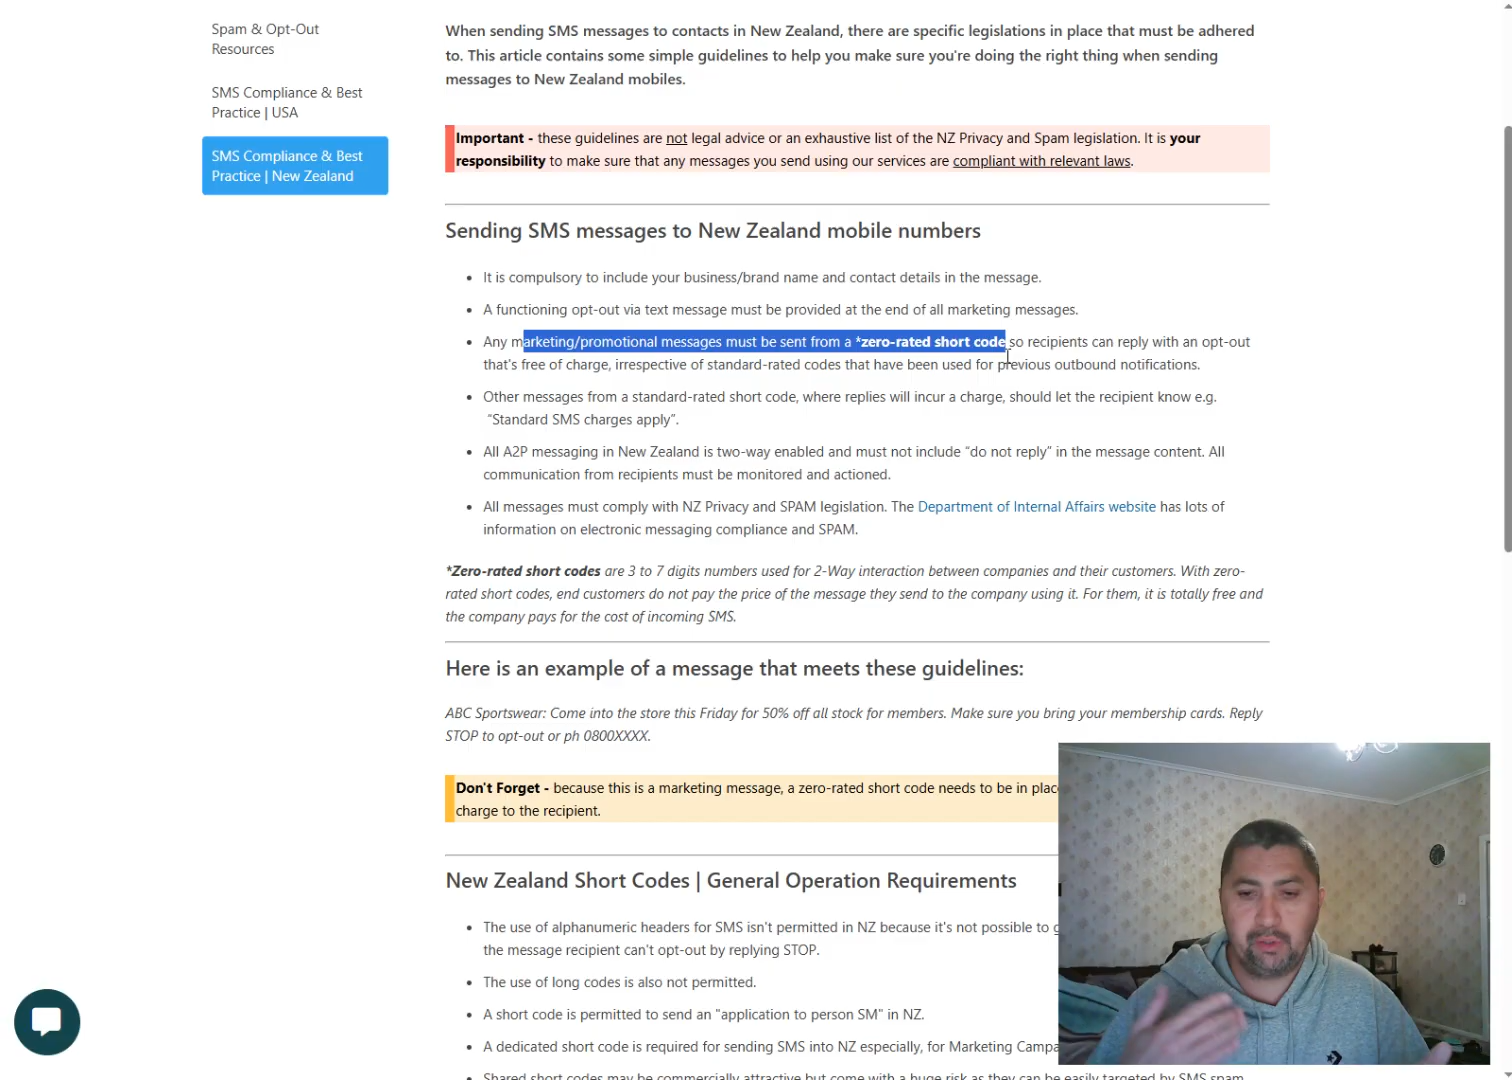 Spam & Opt-Out
Resources
SMS Compliance & Best
Practice | USA
SMS Compliance & Best
Practice | New Zealand
When sending SMS messages to contacts in New Zealand, there are specific legislations in place that must be adhered
to. This article contains some simple guidelines to help you make sure you're doing the right thing when sending
messages to New Zealand mobiles.
Important - these guidelines are not legal advice or an exhaustive list of the NZ Privacy and Spam legislation. It is your
responsibility to make sure that any messages you send using our services are compliant with relevant laws.
Sending SMS messages to New Zealand mobile numbers
• It is compulsory to include your business/brand name and contact details in the message.
• A functioning opt-out via text message must be provided at the end of all marketing messages.
• Any marketing/promotional messages must be sent from a *zero-rated short code so recipients can reply with an opt-out
that's free of charge, irrespective of standard-rated codes that have been used for previous outbound notifications.
• Other messages from a standard-rated short code, where replies will incur a charge, should let the recipient know e.g.
“Standard SMS charges apply”.
• All A2P messaging in New Zealand is two-way enabled and must not include “do not reply” in the message content. All
communication from recipients must be monitored and actioned.
• All messages must comply with NZ Privacy and SPAM legislation. The Department of Internal Affairs website has lots of
information on electronic messaging compliance and SPAM.
*Zero-rated short codes are 3 to 7 digits numbers used for 2-Way interaction between companies and their customers. With zero-
rated short codes, end customers do not pay the price of the message they send to the company using it. For them, it is totally free and
the company pays for the cost of incoming SMS.
Here is an example of a message that meets these guidelines:
ABC Sportswear: Come into the store this Friday for 50% off all stock for members. Make sure you bring your membership cards. Reply
STOP to opt-out or ph 0800XXXX.
Don't Forget - because this is a marketing message, a zero-rated short code needs to be in plac
charge to the recipient.
New Zealand Short Codes | General Operation Requirements
• The use of alphanumeric headers for SMS isn't permitted in NZ because it's not possible to
the message recipient can't opt-out by replying STOP.
• The use of long codes is also not permitted.
• A short code is permitted to send an "application to person SM" in NZ.
• A dedicated short code is required for sending SMS into NZ especially, for Marketing Campa
• Shared short codes may be commercially attractive but come with a huge risk as they can be easily targeted by SMS spam